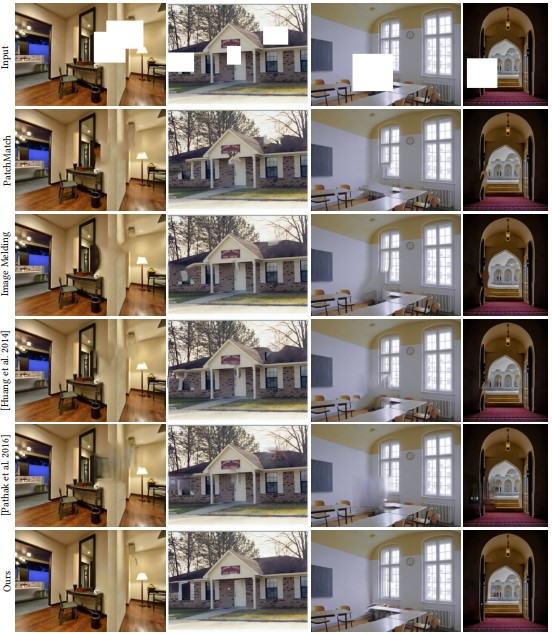 Input
PatchMatch
Image Melding
[Huang et al. 2014]
[Pathak et al. 2016]
Ours